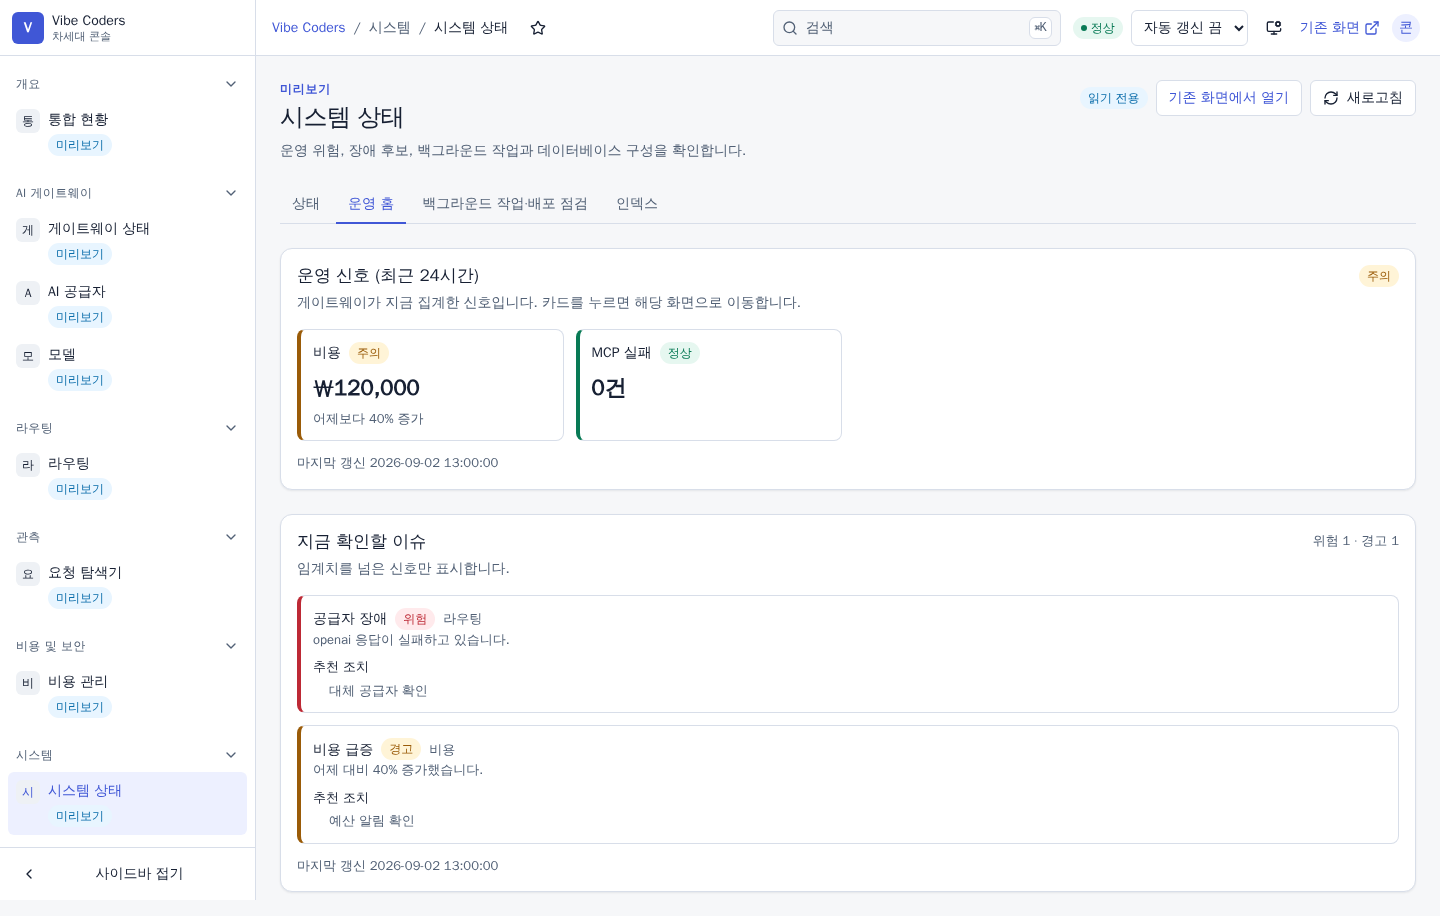 V
Vibe Coders
차세대 콘솔
Vibe Coders / 시스템 / 시스템 상태
검색
⌘K
정상
자동 갱신 끔
기존 화면
콘
개요
통
통합 현황
미리보기
AI 게이트웨이
게
게이트웨이 상태
미리보기
A
AI 공급자
미리보기
모
모델
미리보기
라우팅
라
라우팅
미리보기
관측
요
요청 탐색기
미리보기
비용 및 보안
비
비용 관리
미리보기
시스템
시
시스템 상태
미리보기
사이드바 접기
미리보기
시스템 상태
운영 위험, 장애 후보, 백그라운드 작업과 데이터베이스 구성을 확인합니다.
읽기 전용
기존 화면에서 열기
새로고침
상태
운영 홈
백그라운드 작업·배포 점검
인덱스
운영 신호 (최근 24시간)
주의
게이트웨이가 지금 집계한 신호입니다. 카드를 누르면 해당 화면으로 이동합니다.
비용 주의
₩120,000
어제보다 40% 증가
MCP 실패 정상
0건
마지막 갱신 2026-09-02 13:00:00
지금 확인할 이슈
위험 1 · 경고 1
임계치를 넘은 신호만 표시합니다.
공급자 장애 위험 라우팅
openai 응답이 실패하고 있습니다.
추천 조치
대체 공급자 확인
비용 급증 경고 비용
어제 대비 40% 증가했습니다.
추천 조치
예산 알림 확인
마지막 갱신 2026-09-02 13:00:00